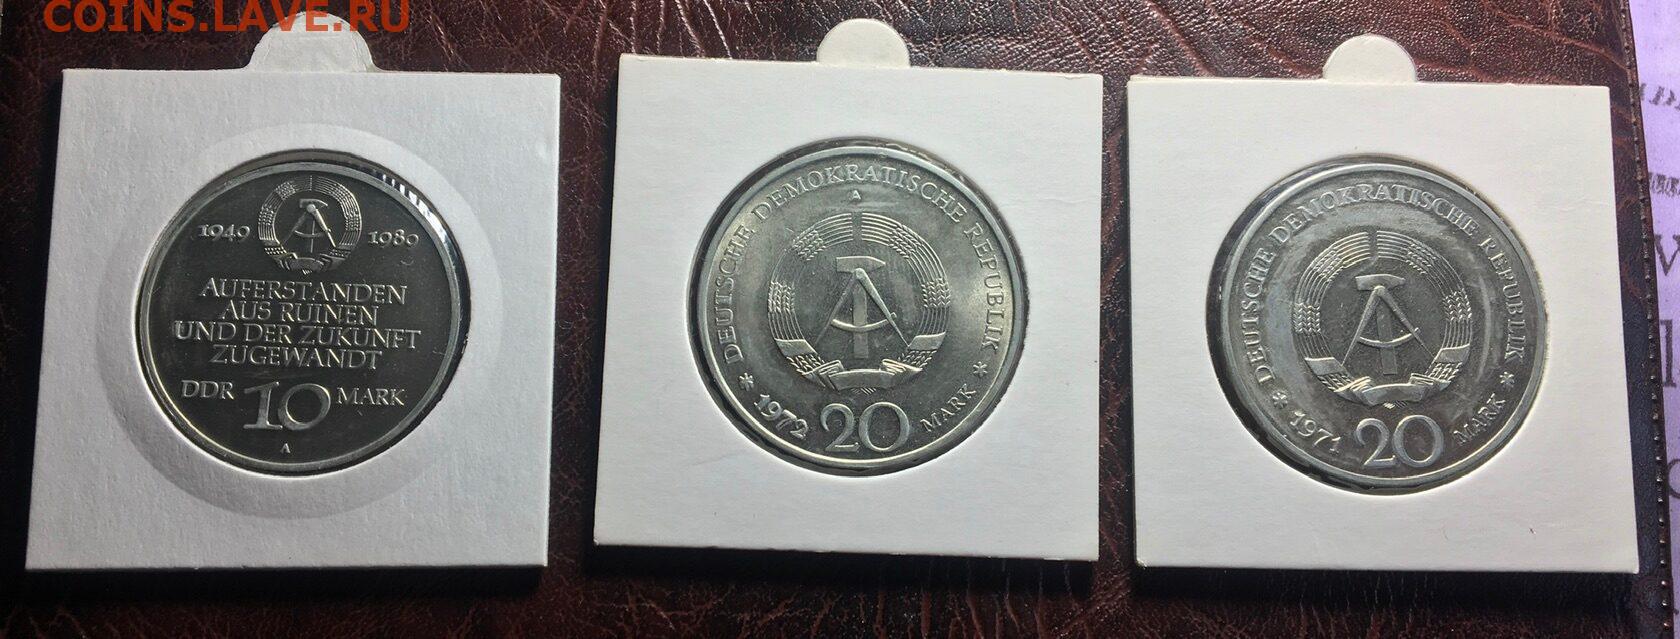 COINS.LAVE.RU
1949 1989
AUFERSTANDEN
AUS RUINEN
UND DER ZUKUNFT
ZUGEWANDT
DDR 10 MARK
A
* DEUTSCHE DEMOKRATISCHE REPUBLIK *
A
1972 20 MARK
* DEUTSCHE DEMOKRATISCHE REPUBLIK *
1971 20 MARK